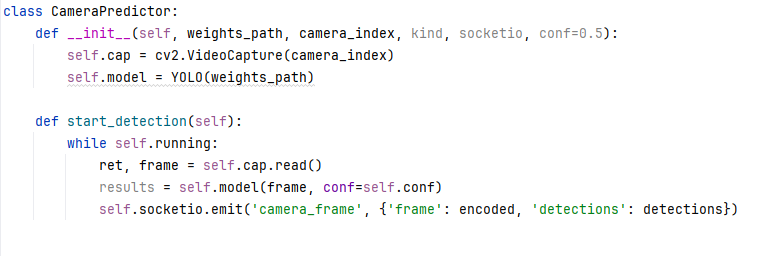 class CameraPredictor:
    def __init__(self, weights_path, camera_index, kind, socketio, conf=0.5):
        self.cap = cv2.VideoCapture(camera_index)
        self.model = YOLO(weights_path)

    def start_detection(self):
        while self.running:
            ret, frame = self.cap.read()
            results = self.model(frame, conf=self.conf)
            self.socketio.emit('camera_frame', {'frame': encoded, 'detections': detections})